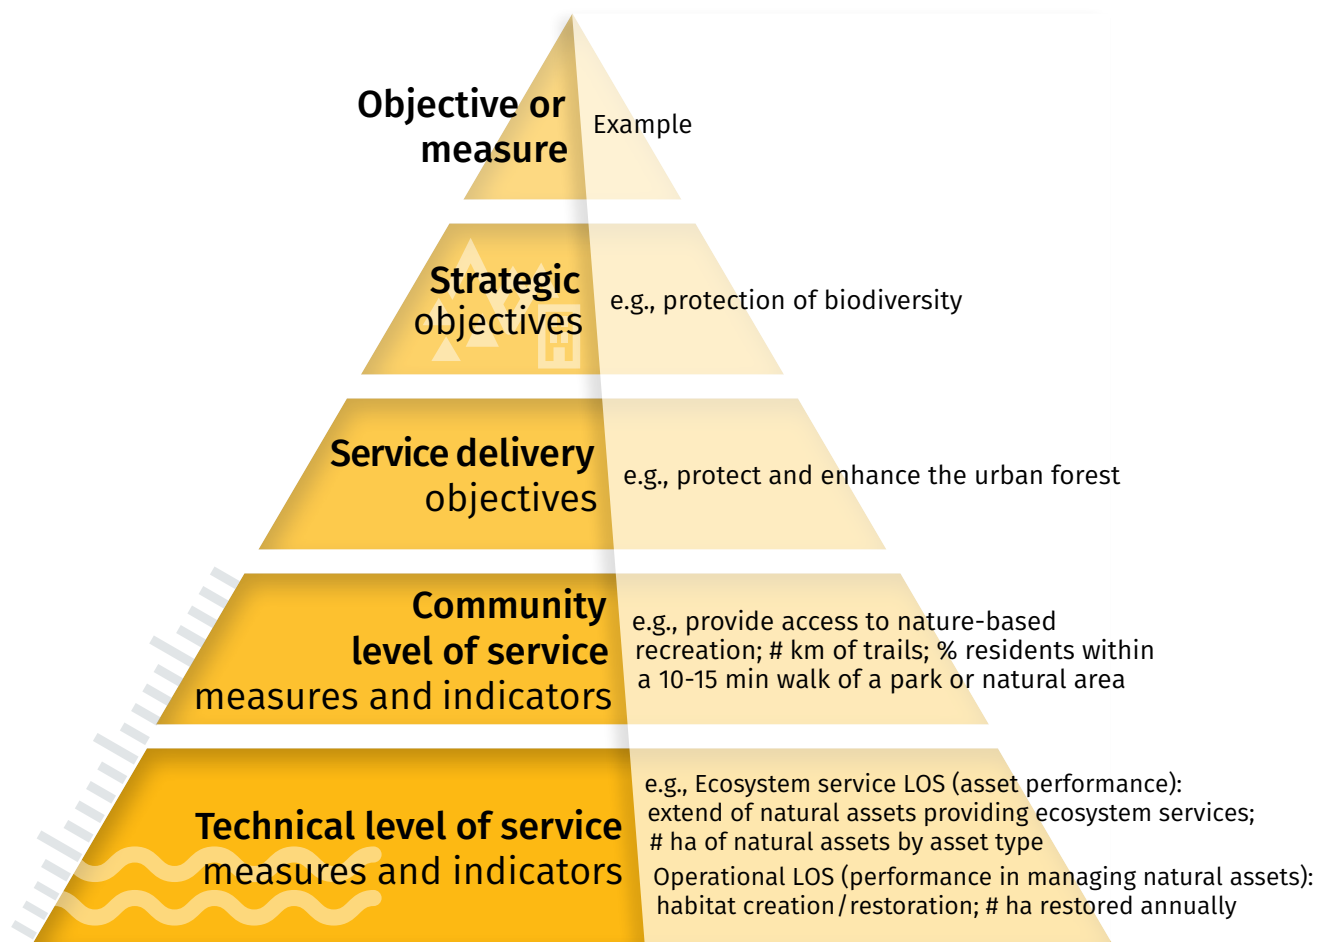 Objective or
measure
Example
Strategic
objectives
e.g., protection of biodiversity
Service delivery
objectives
e.g., protect and enhance the urban forest
Community
level of service
measures and indicators
e.g., provide access to nature-based
recreation; # km of trails; % residents within
a 10-15 min walk of a park or natural area
Technical level of service
measures and indicators
e.g., Ecosystem service LOS (asset performance):
extend of natural assets providing ecosystem services;
# ha of natural assets by asset type
Operational LOS (performance in managing natural assets):
habitat creation/restoration; # ha restored annually